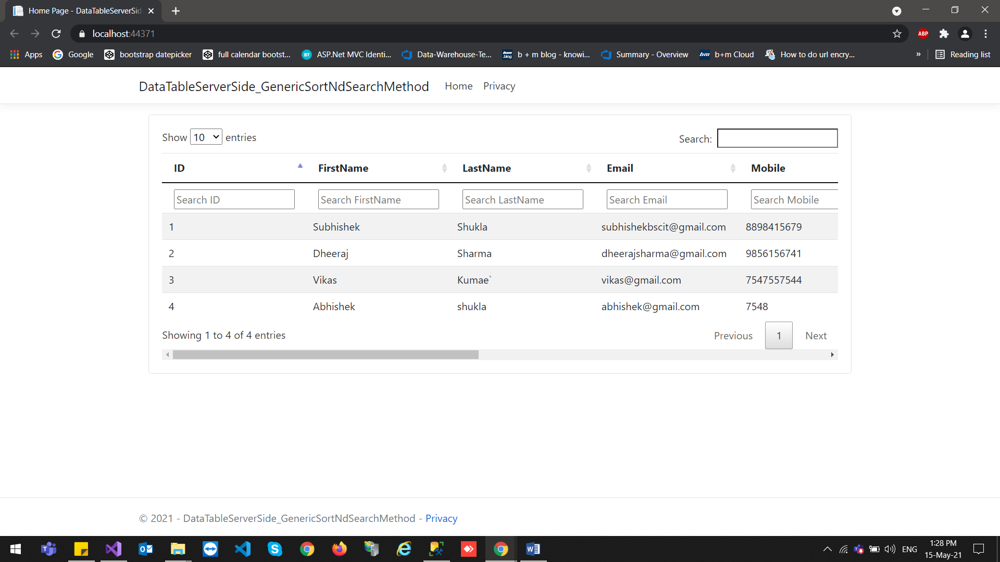 Home Page - DataTableServerSid
localhost:44371
ABP
Apps Google bootstrap datepicker full calendar bootst... BT ASP.Net MVC Identi... Data-Warehouse-Te... b + m blog - knowi... Summary - Overview bm b+m Cloud How to do url encry... » Reading list
DataTableServerSide_GenericSortNdSearchMethod Home Privacy
Show 10 entries Search:
ID FirstName LastName Email Mobile
Search ID Search FirstName Search LastName Search Email Search Mobile
1 Subhishek Shukla subhishekbscit@gmail.com 8898415679
2 Dheeraj Sharma dheerajsharma@gmail.com 9856156741
3 Vikas Kumae` vikas@gmail.com 7547557544
4 Abhishek shukla abhishek@gmail.com 7548
Showing 1 to 4 of 4 entries Previous 1 Next
© 2021 - DataTableServerSide_GenericSortNdSearchMethod - Privacy
ENG 1:28 PM
15-May-21